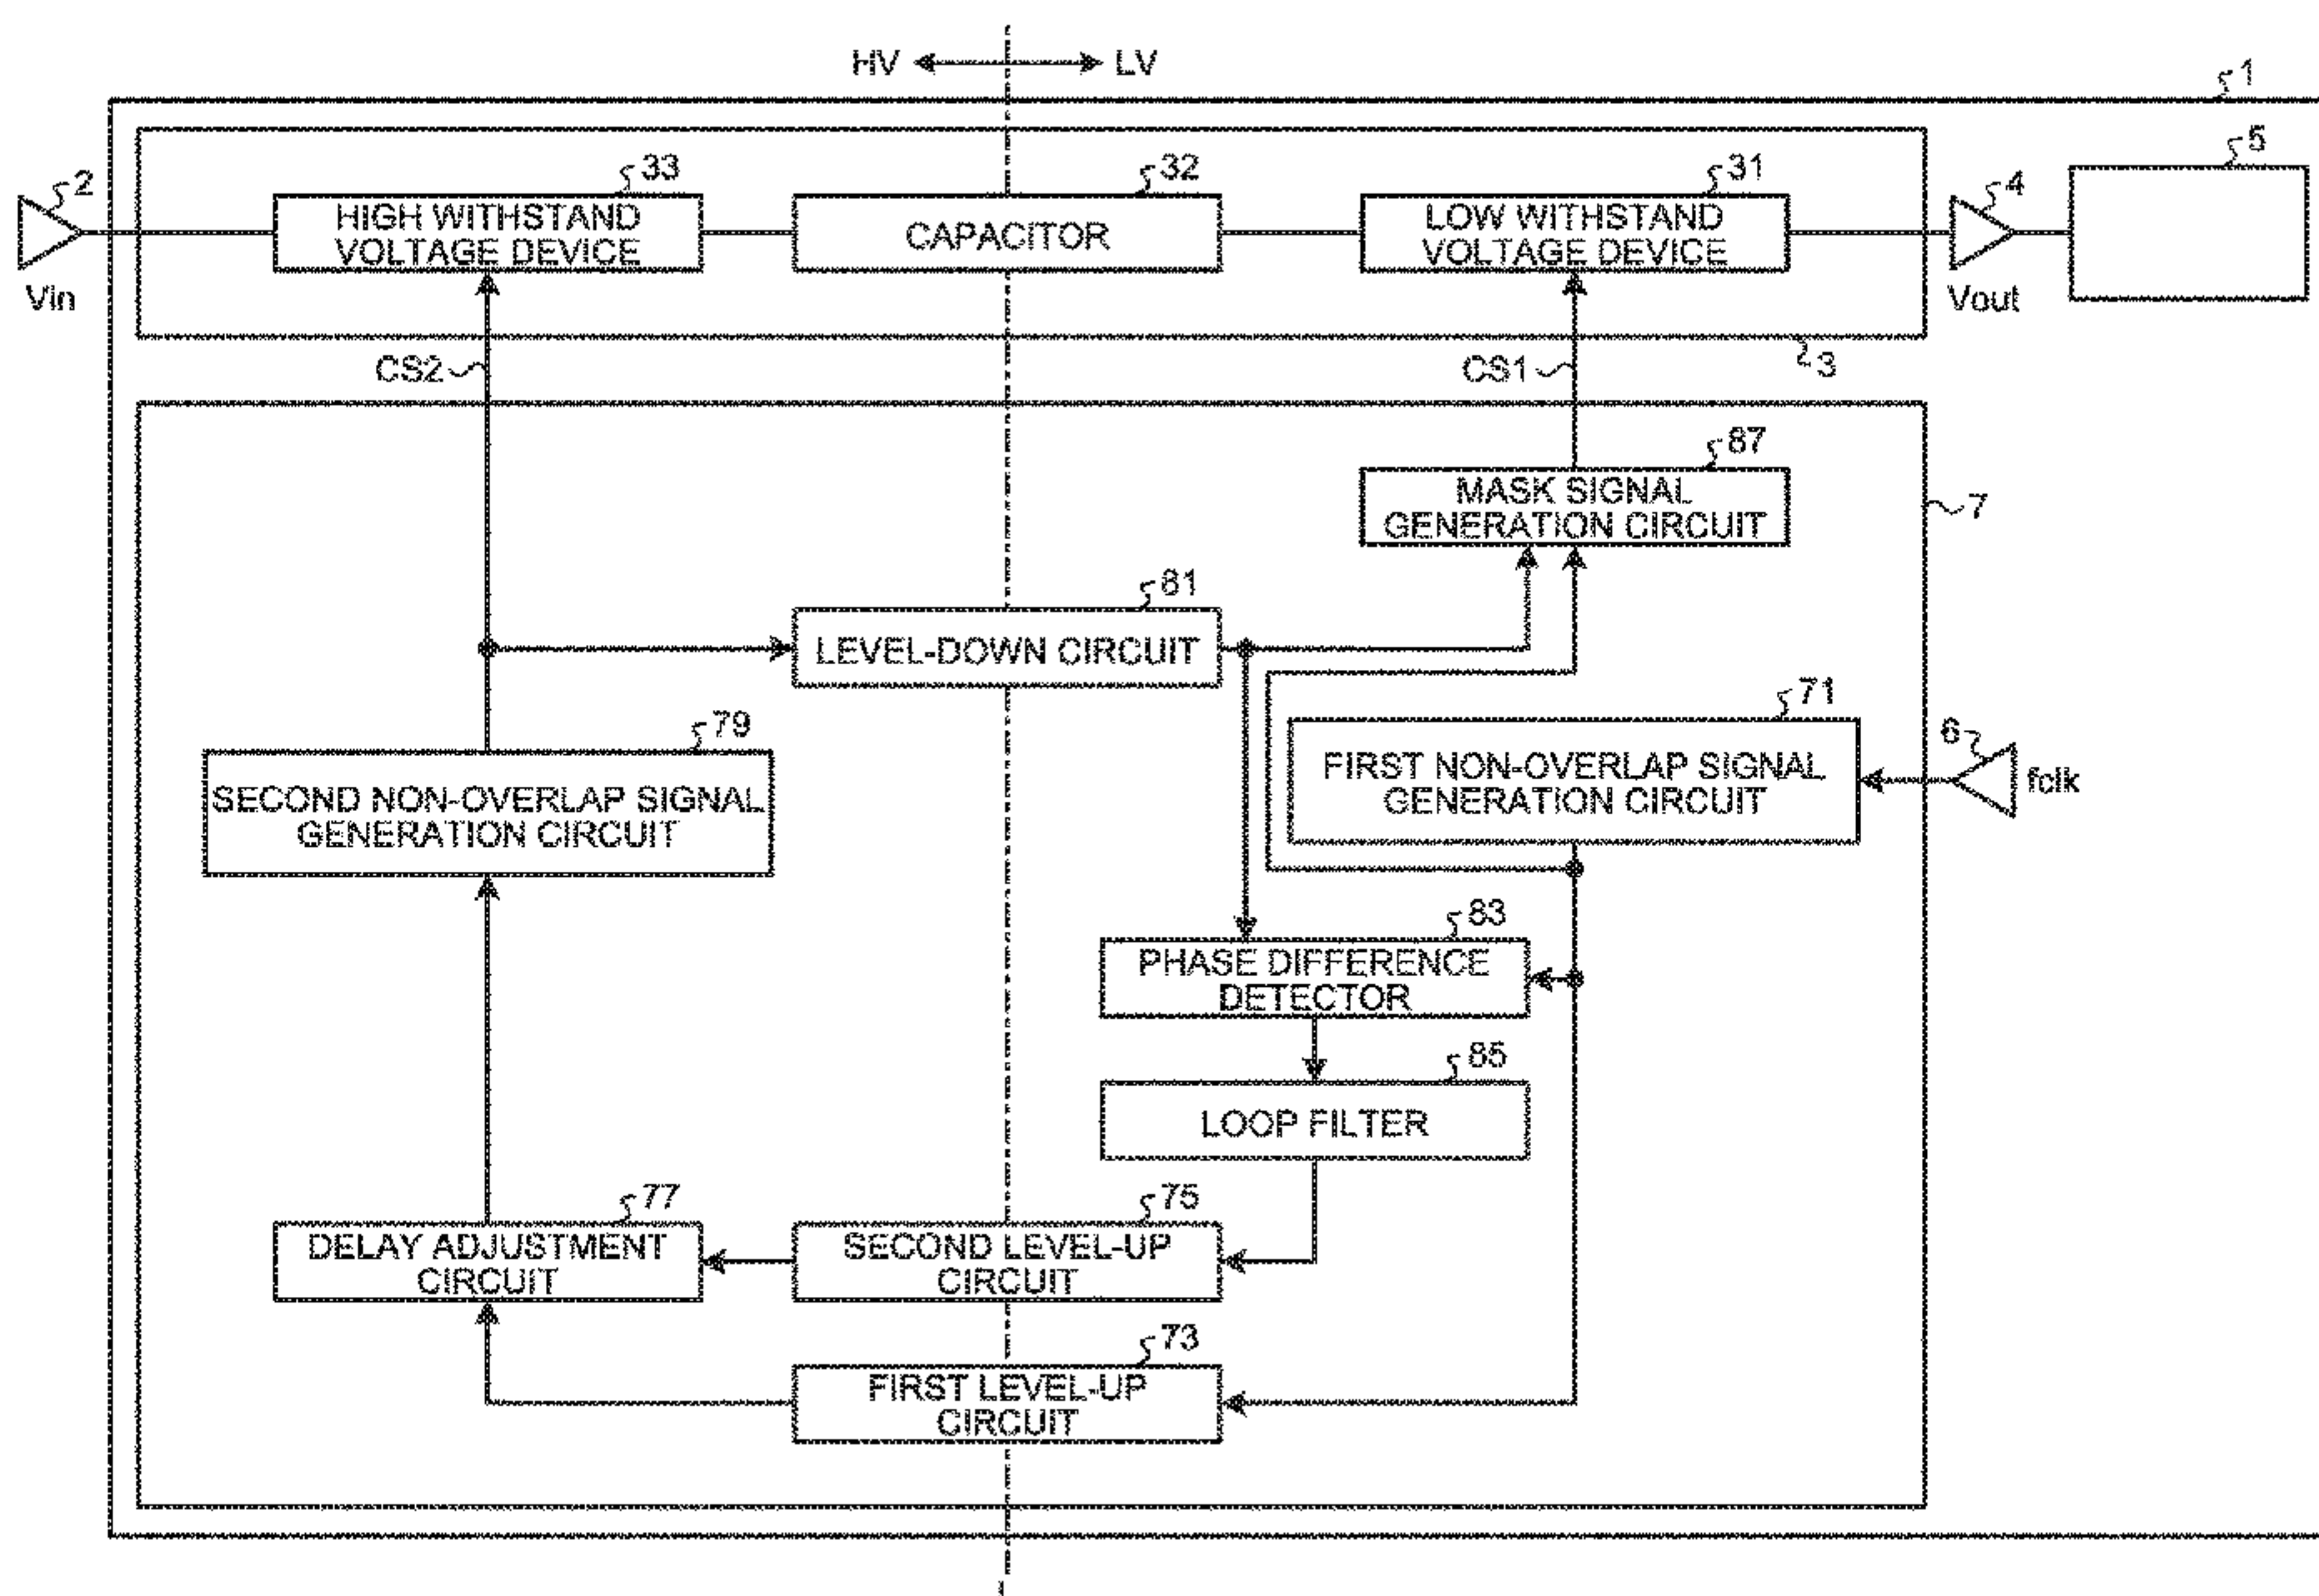 HV LV
1
2
33
32
31
4
5
HIGH WITHSTAND
VOLTAGE DEVICE
CAPACITOR
LOW WITHSTAND
VOLTAGE DEVICE
Vin
Vout
3
CS2
CS1
87
MASK SIGNAL
GENERATION CIRCUIT
7
81
LEVEL-DOWN CIRCUIT
79
SECOND NON-OVERLAP SIGNAL
GENERATION CIRCUIT
71
FIRST NON-OVERLAP SIGNAL
GENERATION CIRCUIT
6
fclk
83
PHASE DIFFERENCE
DETECTOR
85
LOOP FILTER
77
DELAY ADJUSTMENT
CIRCUIT
75
SECOND LEVEL-UP
CIRCUIT
73
FIRST LEVEL-UP
CIRCUIT